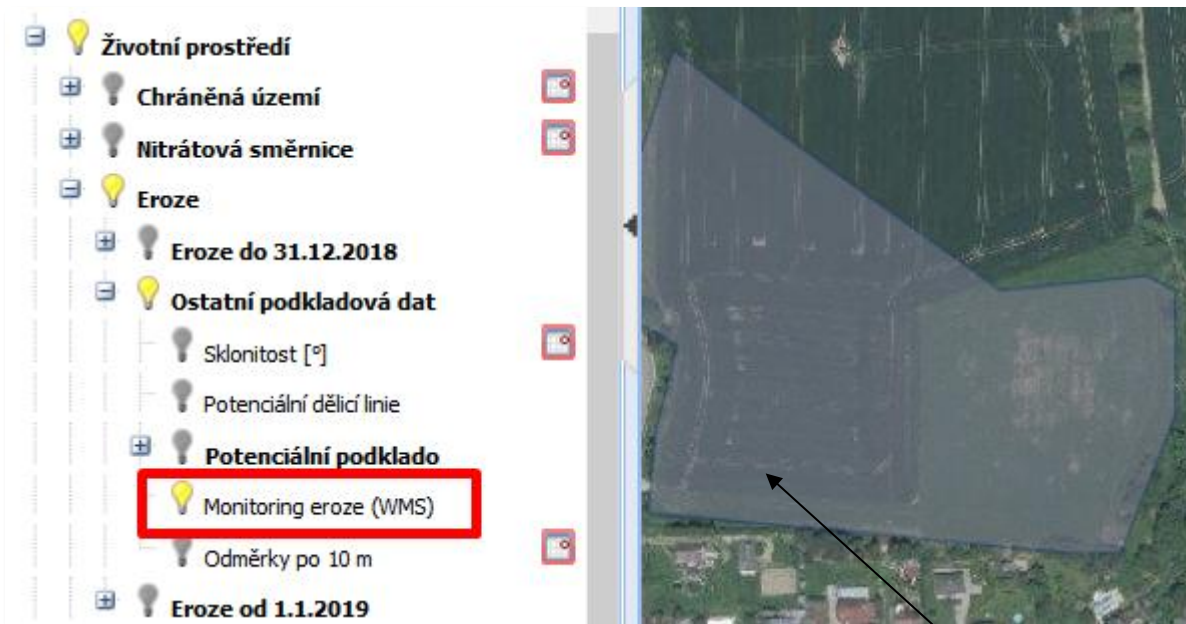 Životní prostředí
Chráněná území
Nitrátová směrnice
Eroze
Eroze do 31.12.2018
Ostatní podkladová dat
Sklonitost [°]
Potenciální dělicí linie
Potenciální podklado
Monitoring eroze (WMS)
Odměrky po 10 m
Eroze od 1.1.2019